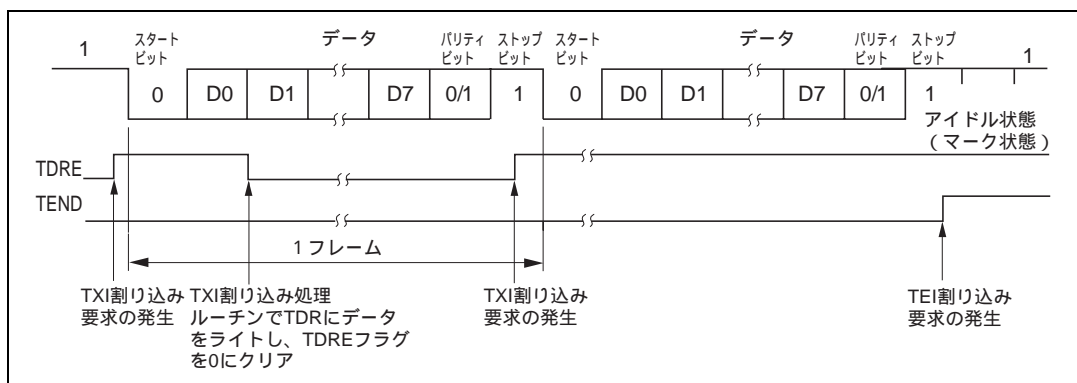 1
スタート
ビット
データ
パリティ
ビット
ストップ
ビット
スタート
ビット
データ
パリティ
ビット
ストップ
ビット
1
0 D0 D1 D7 0/1 1 0 D0 D1 D7 0/1 1
アイドル状態
（マーク状態）
TDRE
TEND
1フレーム
TXI割り込み
要求の発生
TXI割り込み処理
ルーチンでTDRにデータ
をライトし、TDREフラグ
を0にクリア
TXI割り込み
要求の発生
TEI割り込み
要求の発生